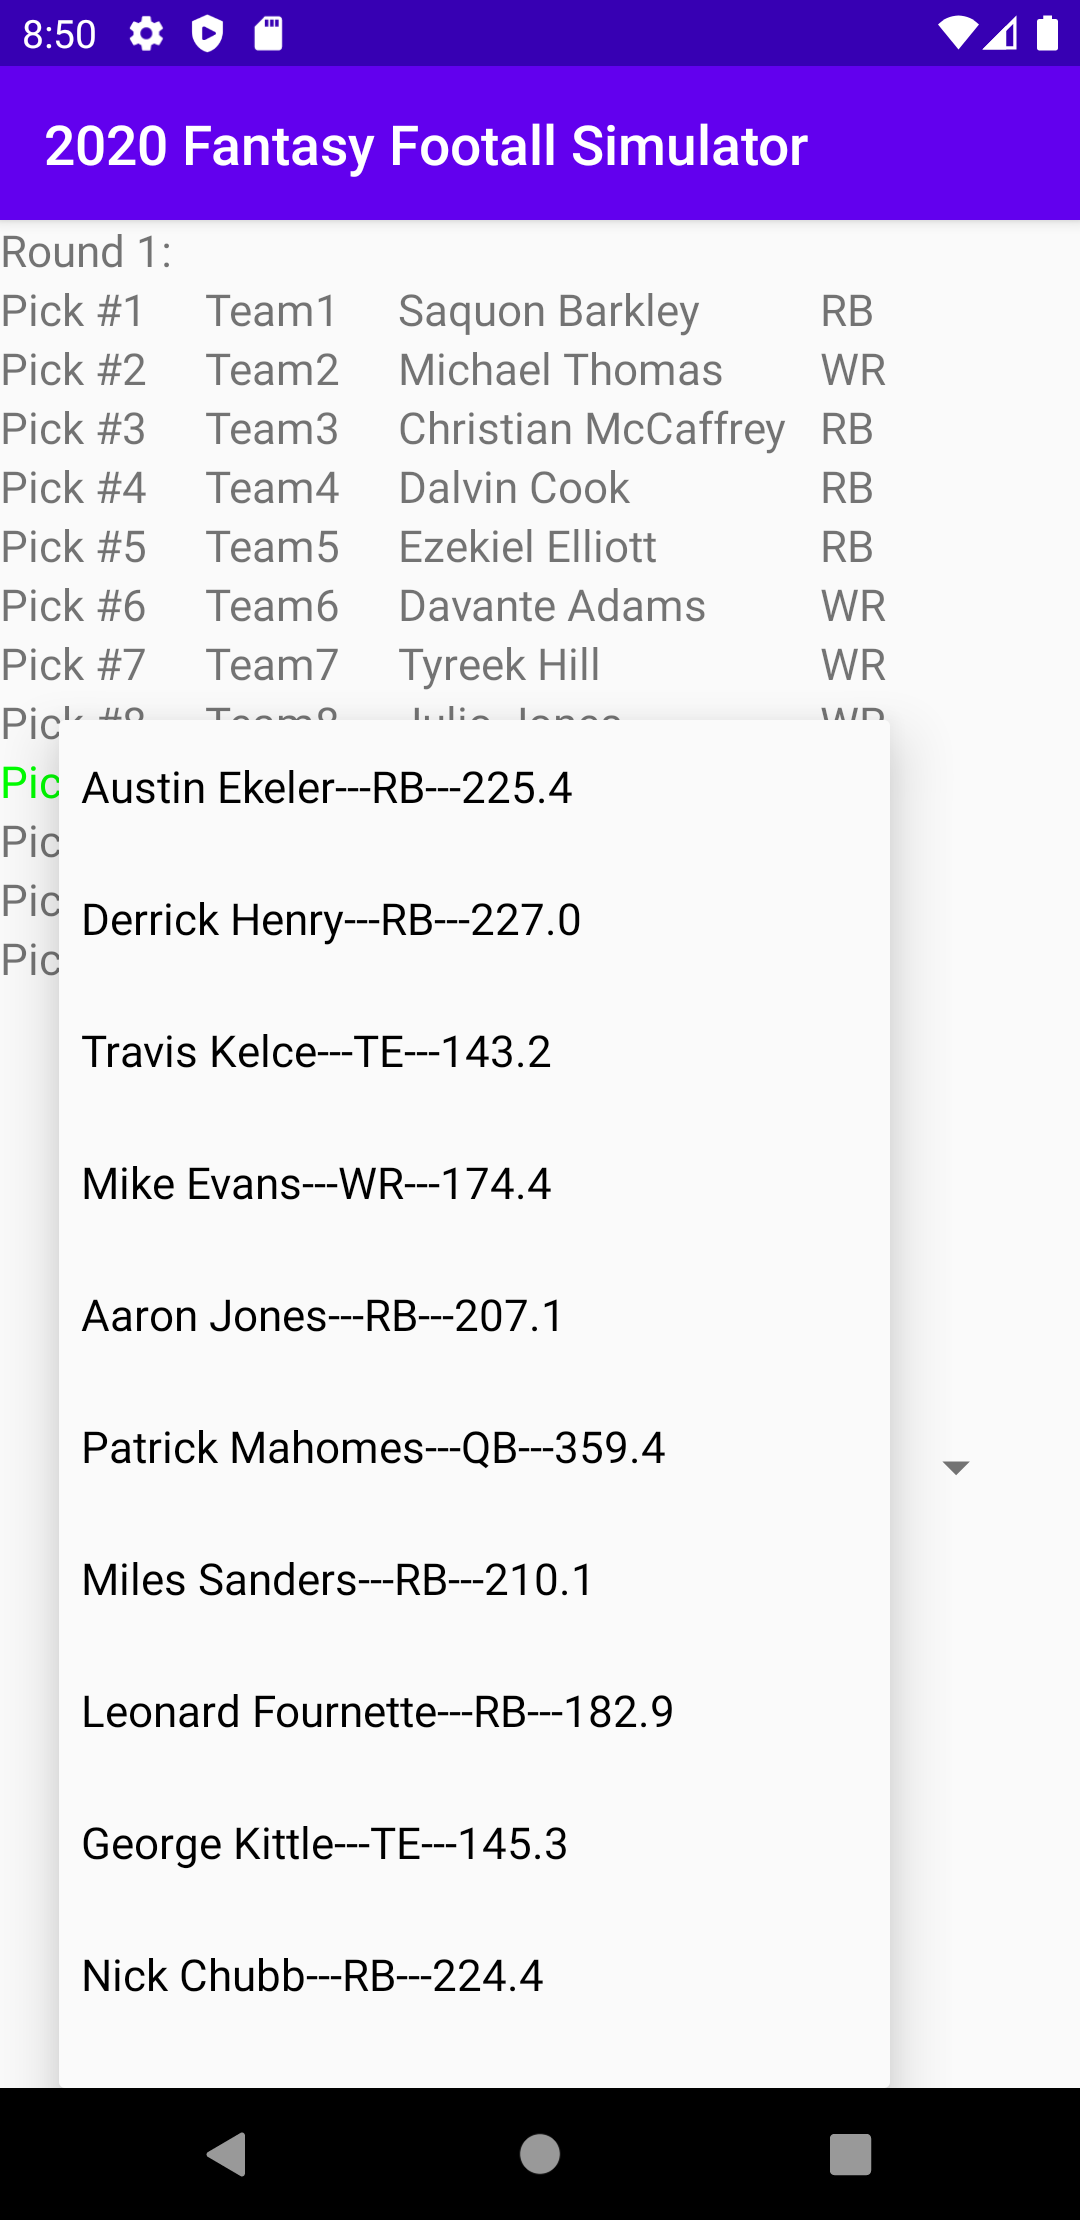 8:50
2020 Fantasy Footall Simulator
Round 1:
Pick #1 Team1 Saquon Barkley RB
Pick #2 Team2 Michael Thomas WR
Pick #3 Team3 Christian McCaffrey RB
Pick #4 Team4 Dalvin Cook RB
Pick #5 Team5 Ezekiel Elliott RB
Pick #6 Team6 Davante Adams WR
Pick #7 Team7 Tyreek Hill WR
Pick #8 Team8 Julio Jones WR
Pic
Pic
Pic
Pic
Austin Ekeler---RB---225.4
Derrick Henry---RB---227.0
Travis Kelce---TE---143.2
Mike Evans---WR---174.4
Aaron Jones---RB---207.1
Patrick Mahomes---QB---359.4
Miles Sanders---RB---210.1
Leonard Fournette---RB---182.9
George Kittle---TE---145.3
Nick Chubb---RB---224.4